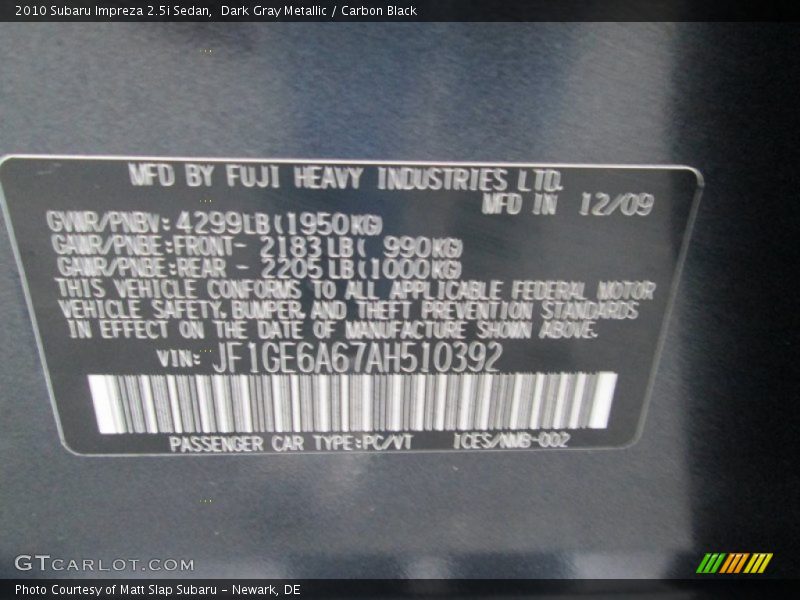 2010 Subaru Impreza 2.5i Sedan,  Dark Gray Metallic / Carbon Black
MFD BY FUJI HEAVY INDUSTRIES LTD.
MFD IN 12/09
GVWR/PNBV: 4299LB(1950KG)
GAWR/PNBE:FRONT- 2183LB( 990KG)
GAWR/PNBE:REAR - 2205LB(1000KG)
THIS VEHICLE CONFORMS TO ALL APPLICABLE FEDERAL MOTOR
VEHICLE SAFETY, BUMPER, AND THEFT PREVENTION STANDARDS
IN EFFECT ON THE DATE OF MANUFACTURE SHOWN ABOVE.
VIN: JF1GE6A67AH510392
PASSENGER CAR TYPE:PC/VT ICES/NMB-002
GTCARLOT.COM
Photo Courtesy of Matt Slap Subaru - Newark, DE